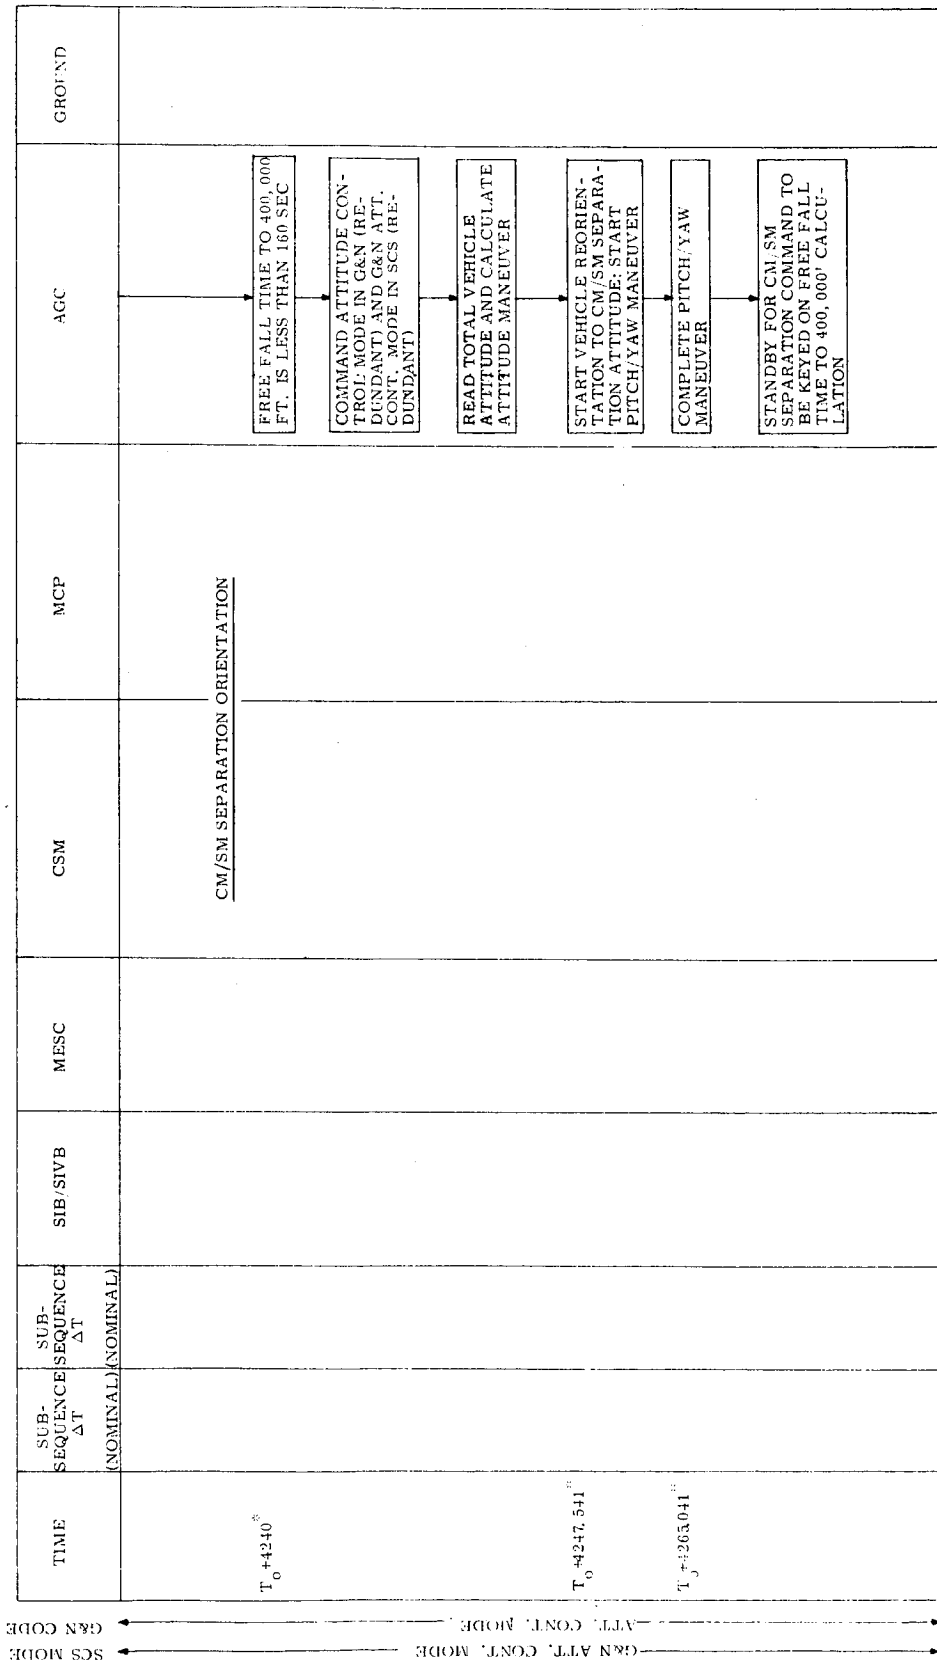 TIME
SUB-
SEQUENCE
ΔT
(NOMINAL)
SUB-
SEQUENCE
ΔT
(NOMINAL)
SIB/SIVB
MESC
CSM
MCP
AGC
GROUND
CM/SM SEPARATION ORIENTATION
T₀+4240*
FREE FALL TIME TO 400,000
FT. IS LESS THAN 160 SEC
COMMAND ATTITUDE CON-
TROL MODE IN G&N (RE-
DUNDANT) AND G&N ATT.
CONT. MODE IN SCS (RE-
DUNDANT)
READ TOTAL VEHICLE
ATTITUDE AND CALCULATE
ATTITUDE MANEUVER
T₀+4247.541*
START VEHICLE REORIEN-
TATION TO CM/SM SEPARA-
TION ATTITUDE: START
PITCH/YAW MANEUVER
T₀+4265.041*
COMPLETE PITCH/YAW
MANEUVER
STANDBY FOR CM/SM
SEPARATION COMMAND TO
BE KEYED ON FREE FALL
TIME TO 400,000' CALCU-
LATION
G&N CODE
ATT. CONT. MODE
SCS MODE
G&N ATT. CONT. MODE